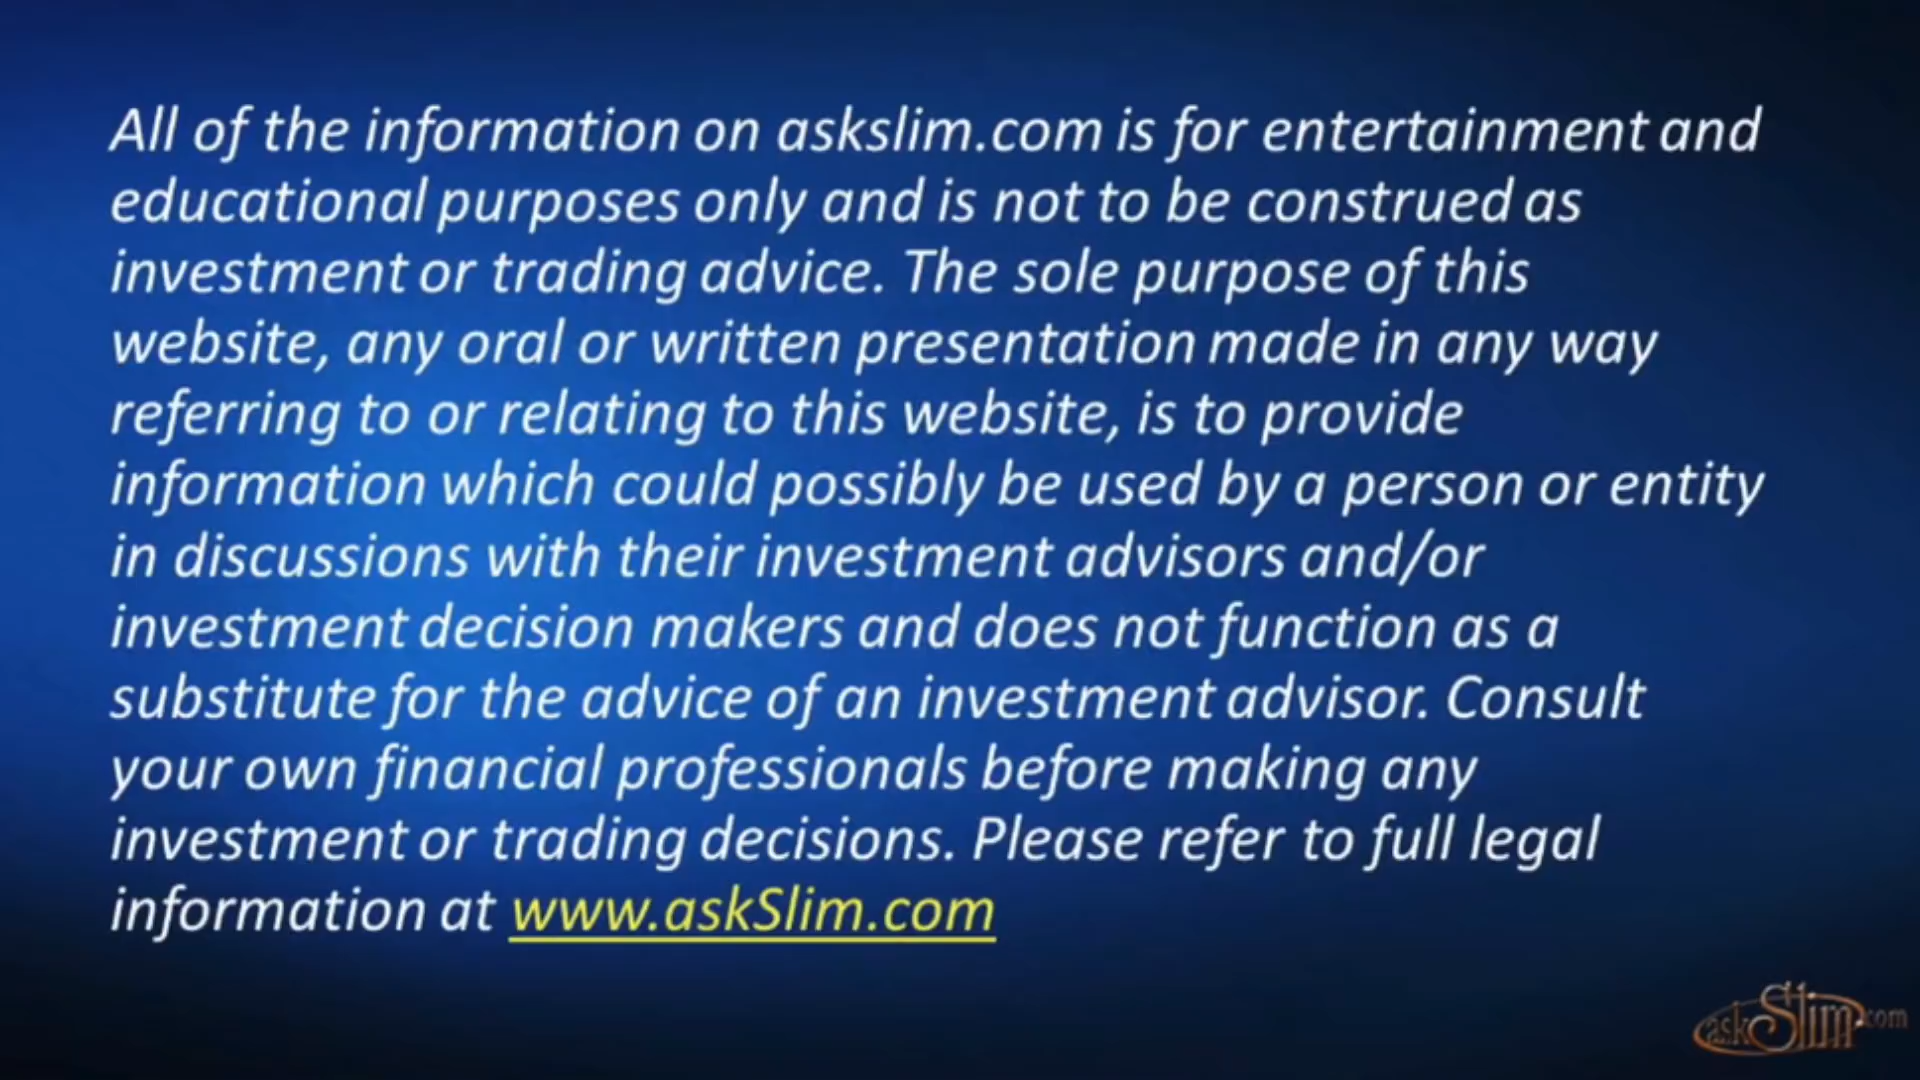 All of the information on askslim.com is for entertainment and
educational purposes only and is not to be construed as
investment or trading advice. The sole purpose of this
website, any oral or written presentation made in any way
referring to or relating to this website, is to provide
information which could possibly be used by a person or entity
in discussions with their investment advisors and/or
investment decision makers and does not function as a
substitute for the advice of an investment advisor. Consult
your own financial professionals before making any
investment or trading decisions. Please refer to full legal
information at www.askSlim.com
askSlim.com